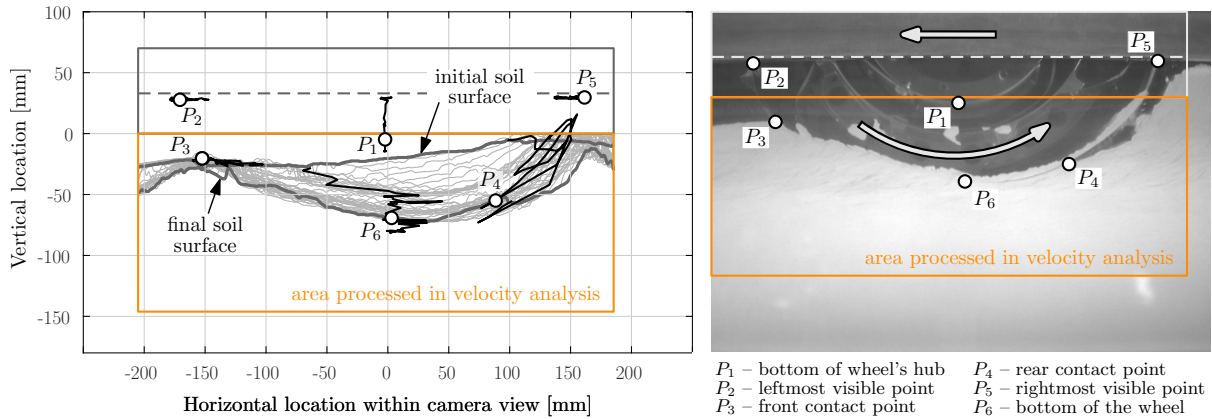 100
50
0
-50
-100
-150
Vertical location [mm]
-200
-150
-100
-50
0
50
100
150
200
Horizontal location within camera view [mm]
P2
P5
initial soil
surface
P1
P3
P4
P6
final soil
surface
area processed in velocity analysis
P5
P2
P1
P3
P4
P6
area processed in velocity analysis
P1 – bottom of wheel's hub
P2 – leftmost visible point
P3 – front contact point
P4 – rear contact point
P5 – rightmost visible point
P6 – bottom of the wheel